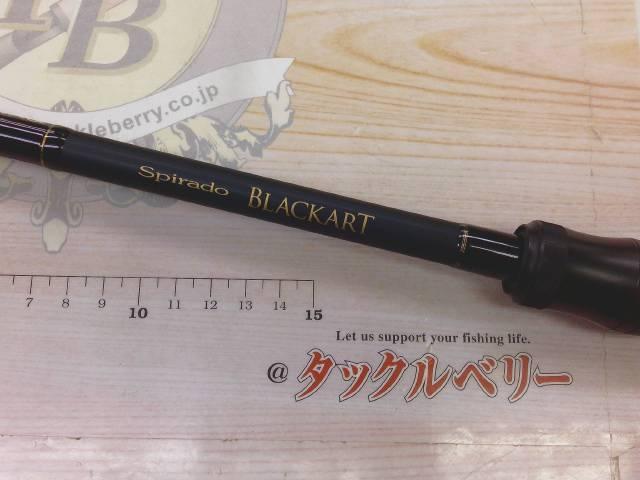 B
kleberry.co.jp
Spirado BLACKART
7 8 9 10 11 12 13 14 15
Let us support your fishing life.
@タックルベリー